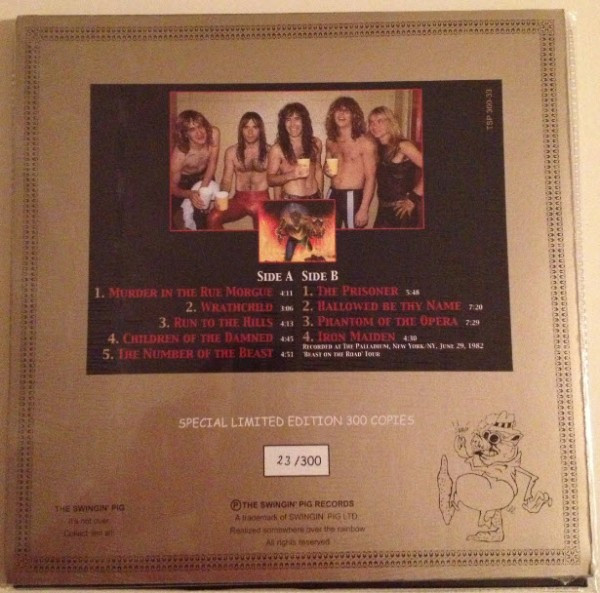 TSP 300-33
SIDE A SIDE B
1. MURDER IN THE RUE MORGUE 4:11
2. WRATHCHILD 3:06
3. RUN TO THE HILLS 4:13
4. CHILDREN OF THE DAMNED 4:45
5. THE NUMBER OF THE BEAST 4:51
1. THE PRISONER 5:48
2. HALLOWED BE THY NAME 7:20
3. PHANTOM OF THE OPERA 7:29
4. IRON MAIDEN 4:30
RECORDED AT THE PALLADIUM, NEW YORK/NY, JUNE 29, 1982
'BEAST ON THE ROAD' TOUR
SPECIAL LIMITED EDITION 300 COPIES
23/300
THE SWINGIN' PIG
it's not over
Collect 'em all
Ⓟ THE SWINGIN' PIG RECORDS
A trademark of SWINGIN' PIG LTD.
Realized somewhere over the rainbow
All rights reserved